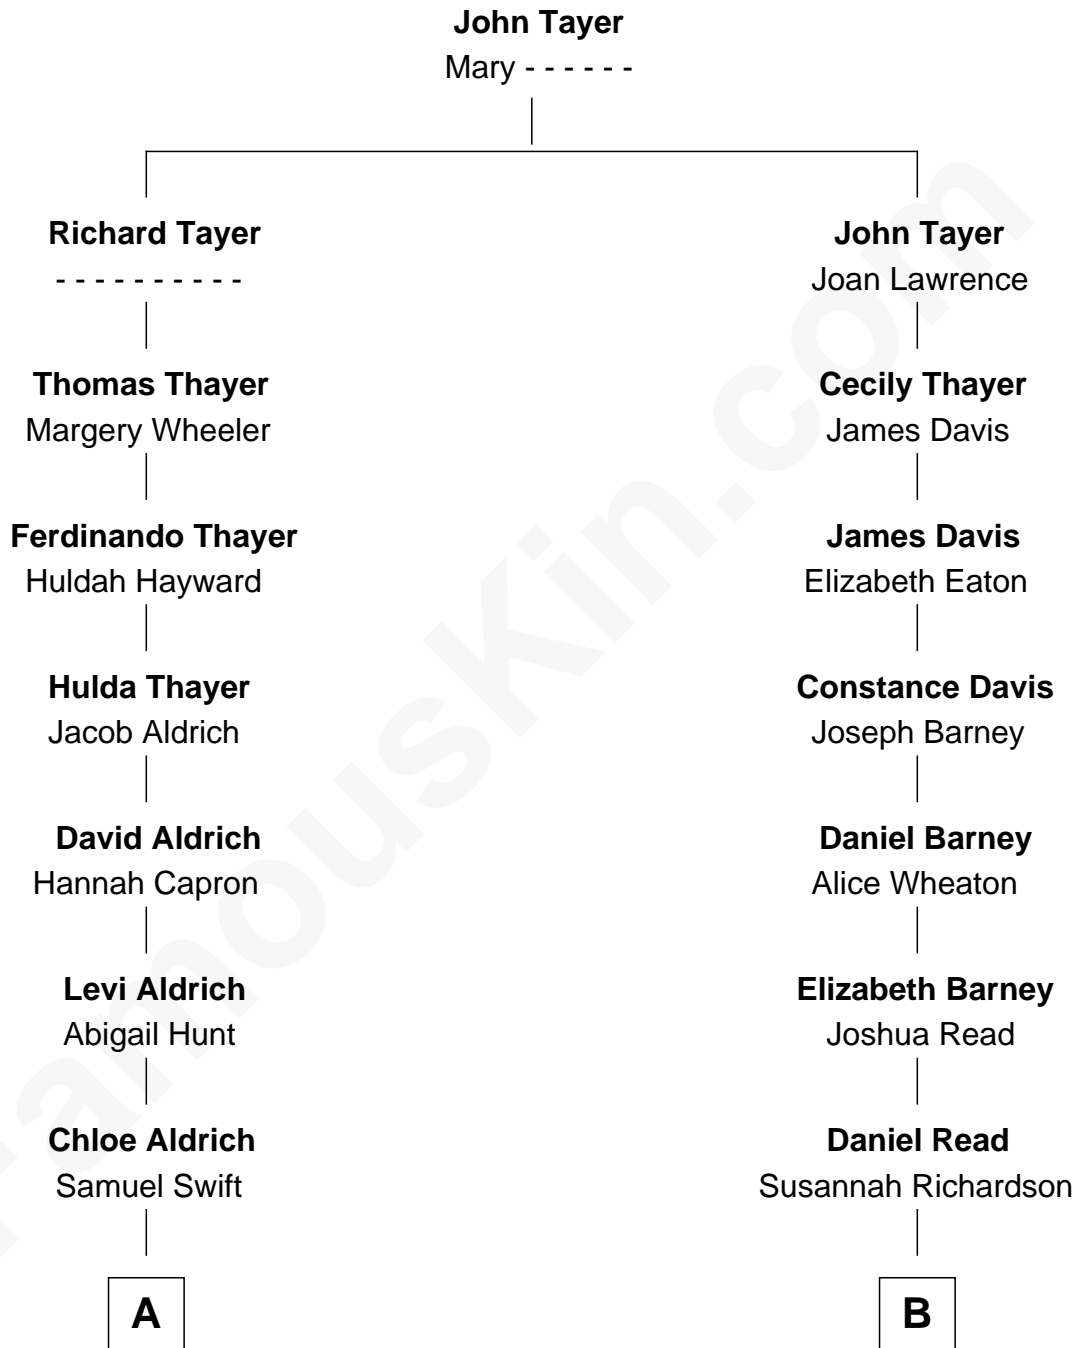 John Tayer
Mary - - - - - -
Richard Tayer
- - - - - - - - - -
John Tayer
Joan Lawrence
Thomas Thayer
Margery Wheeler
Cecily Thayer
James Davis
Ferdinando Thayer
Huldah Hayward
James Davis
Elizabeth Eaton
Hulda Thayer
Jacob Aldrich
Constance Davis
Joseph Barney
David Aldrich
Hannah Capron
Daniel Barney
Alice Wheaton
Levi Aldrich
Abigail Hunt
Elizabeth Barney
Joshua Read
Chloe Aldrich
Samuel Swift
Daniel Read
Susannah Richardson
A
B
FamousKin.com